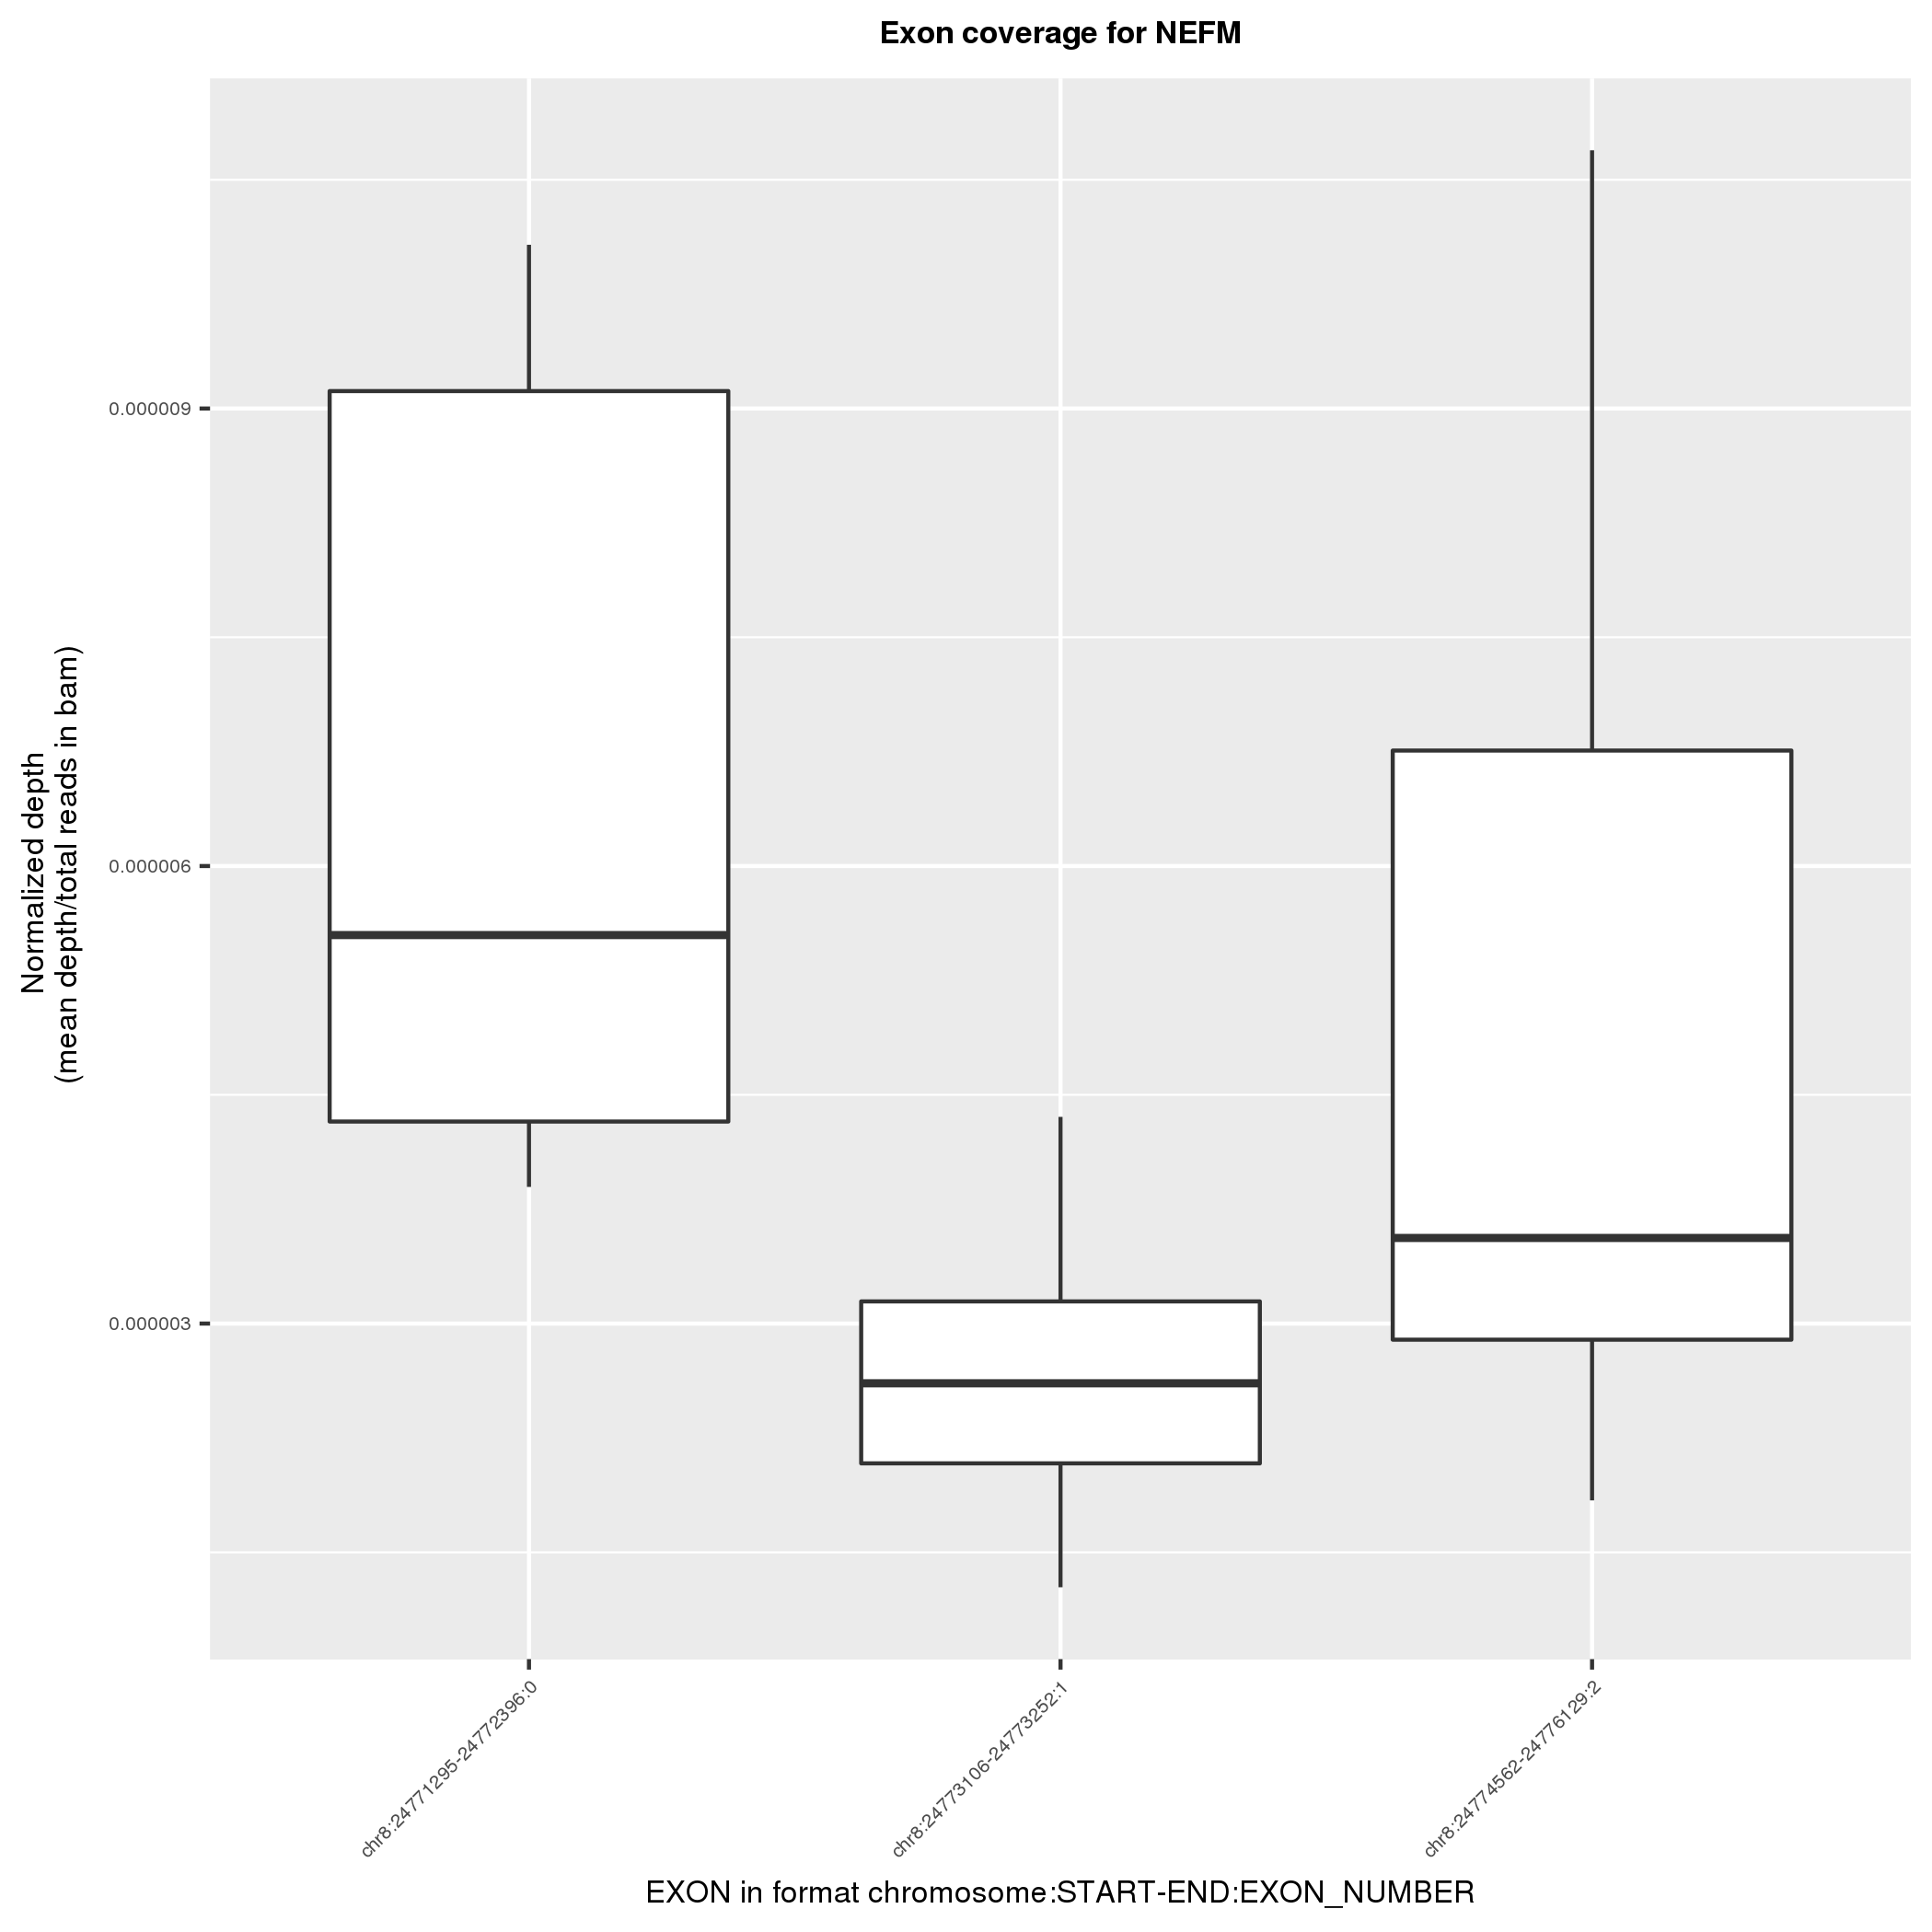 Exon coverage for NEFM
Normalized depth
(mean depth/total reads in bam)
0.000009
0.000006
0.000003
chr8:24771295-24772396:0
chr8:24773106-24773252:1
chr8:24774562-24776129:2
EXON in format chromosome:START-END:EXON_NUMBER